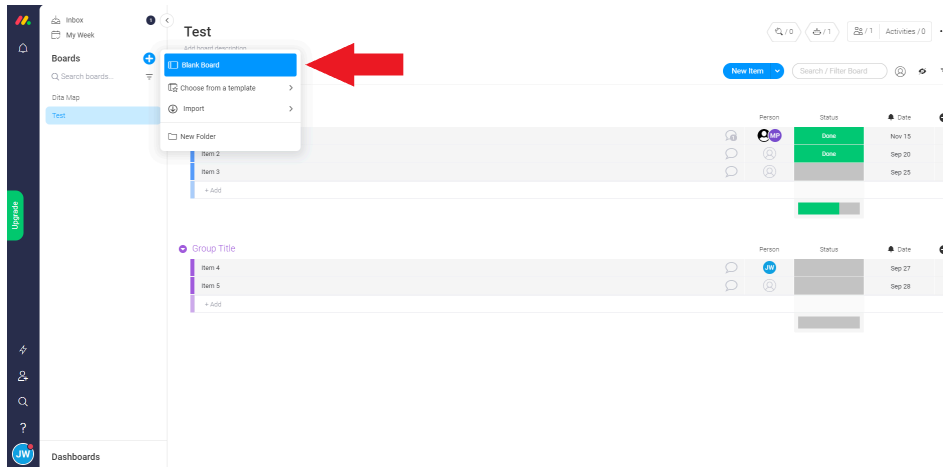 Inbox
1
My Week
Boards
Search boards...
Dita Map
Test
Upgrade
JW
Dashboards
Test
Add board description
/ 0
/ 1
/ 1
Activities / 0
New Item
Search / Filter Board
Blank Board
Choose from a template
Import
New Folder
Person
Status
Date
MP
Done
Nov 15
Item 2
Done
Sep 20
Item 3
Sep 25
+ Add
Group Title
Person
Status
Date
Item 4
JW
Sep 27
Item 5
Sep 28
+ Add